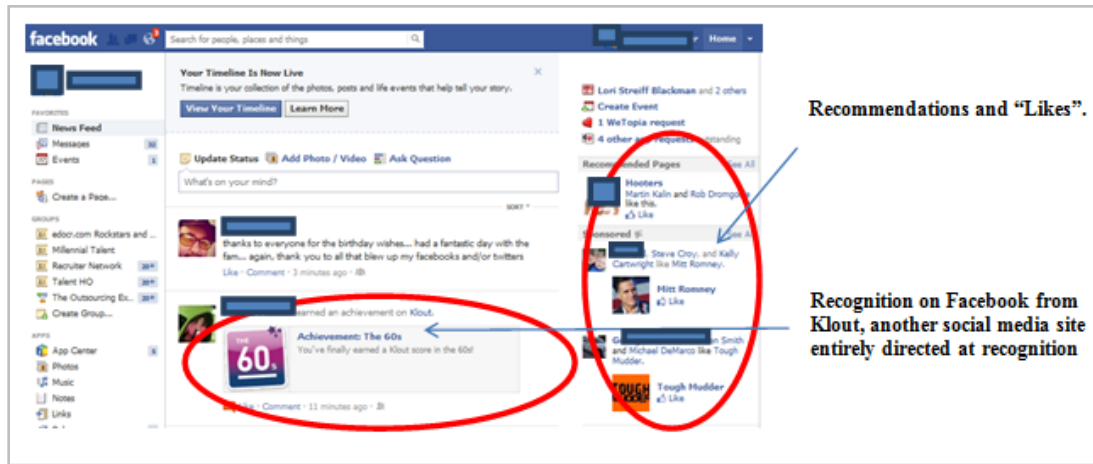 facebook 3 Search for people, places and things Home
Your Timeline Is Now Live
Timeline is your collection of the photos, posts and life events that help tell your story.
View Your Timeline Learn More
FAVORITES
News Feed
Messages
Events 1
PAGES
Create a Page...
GROUPS
edocr.com Rockstars and ...
Millennial Talent
Recruiter Network 20+
Talent HQ 20+
The Outsourcing Ex... 20+
Create Group...
APPS
App Center
Photos
Music
Notes
Links
Update Status Add Photo / Video Ask Question
What's on your mind?
SORT
thanks to everyone for the birthday wishes... had a fantastic day with the
fam... again, thank you to all that blew up my facebooks and/or twitters
Like · Comment · 3 minutes ago ·
earned an achievement on Klout.
THE
60s
Achievement: The 60s
You've finally earned a Klout score in the 60s!
Like · Comment · 11 minutes ago ·
Lori Streiff Blackman and 2 others
Create Event
1 WeTopia request
4 other
Recommended Pages See All
Hooters
Martin Kalin and Rob
like this.
Like
Sponsored See All
Steve Croy, and Kelly
Cartwright like Mitt Romney.
Mitt Romney
Like
Smith
and Michael DeMarco like Tough
Mudder.
TOUGH
MUDDER
Tough Mudder
Like
Recommendations and “Likes”.
Recognition on Facebook from
Klout, another social media site
entirely directed at recognition